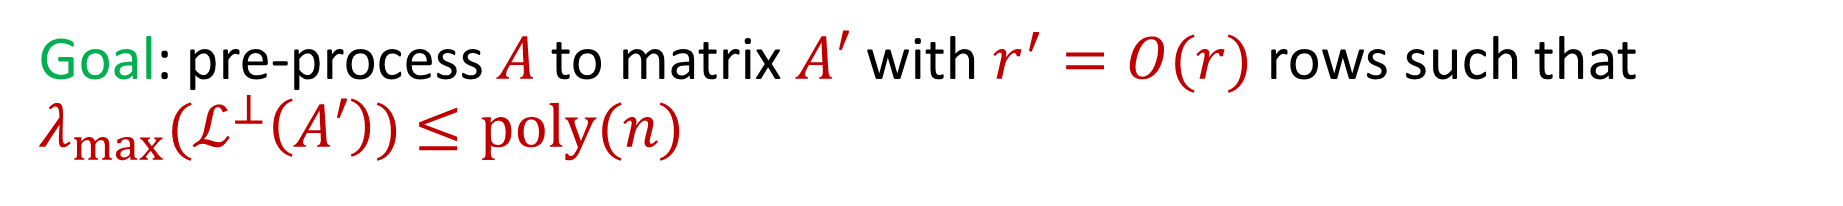 Goal: pre-process A to matrix A′ with r′ = O(r) rows such that
λmax(ℒ⊥(A′)) ≤ poly(n)